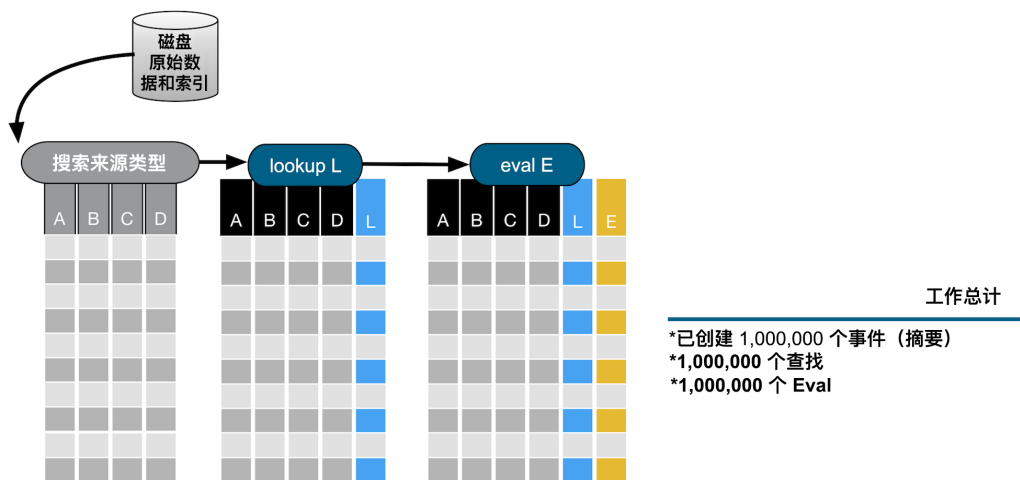 磁盘
原始数
据和索引
搜索来源类型
lookup L
eval E
A B C D
A B C D L
A B C D L E
工作总计
*已创建 1,000,000 个事件（摘要）
*1,000,000 个查找
*1,000,000 个 Eval